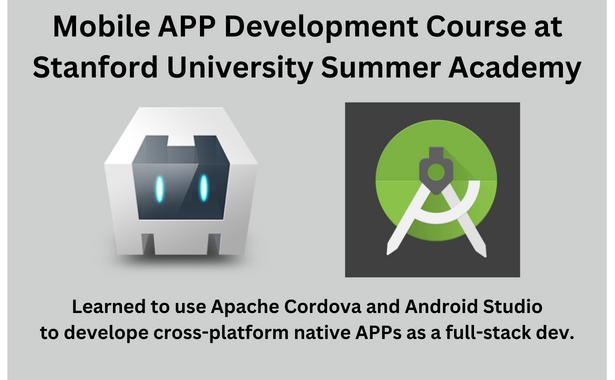 Mobile APP Development Course at
Stanford University Summer Academy
Learned to use Apache Cordova and Android Studio
to develope cross-platform native APPs as a full-stack dev.